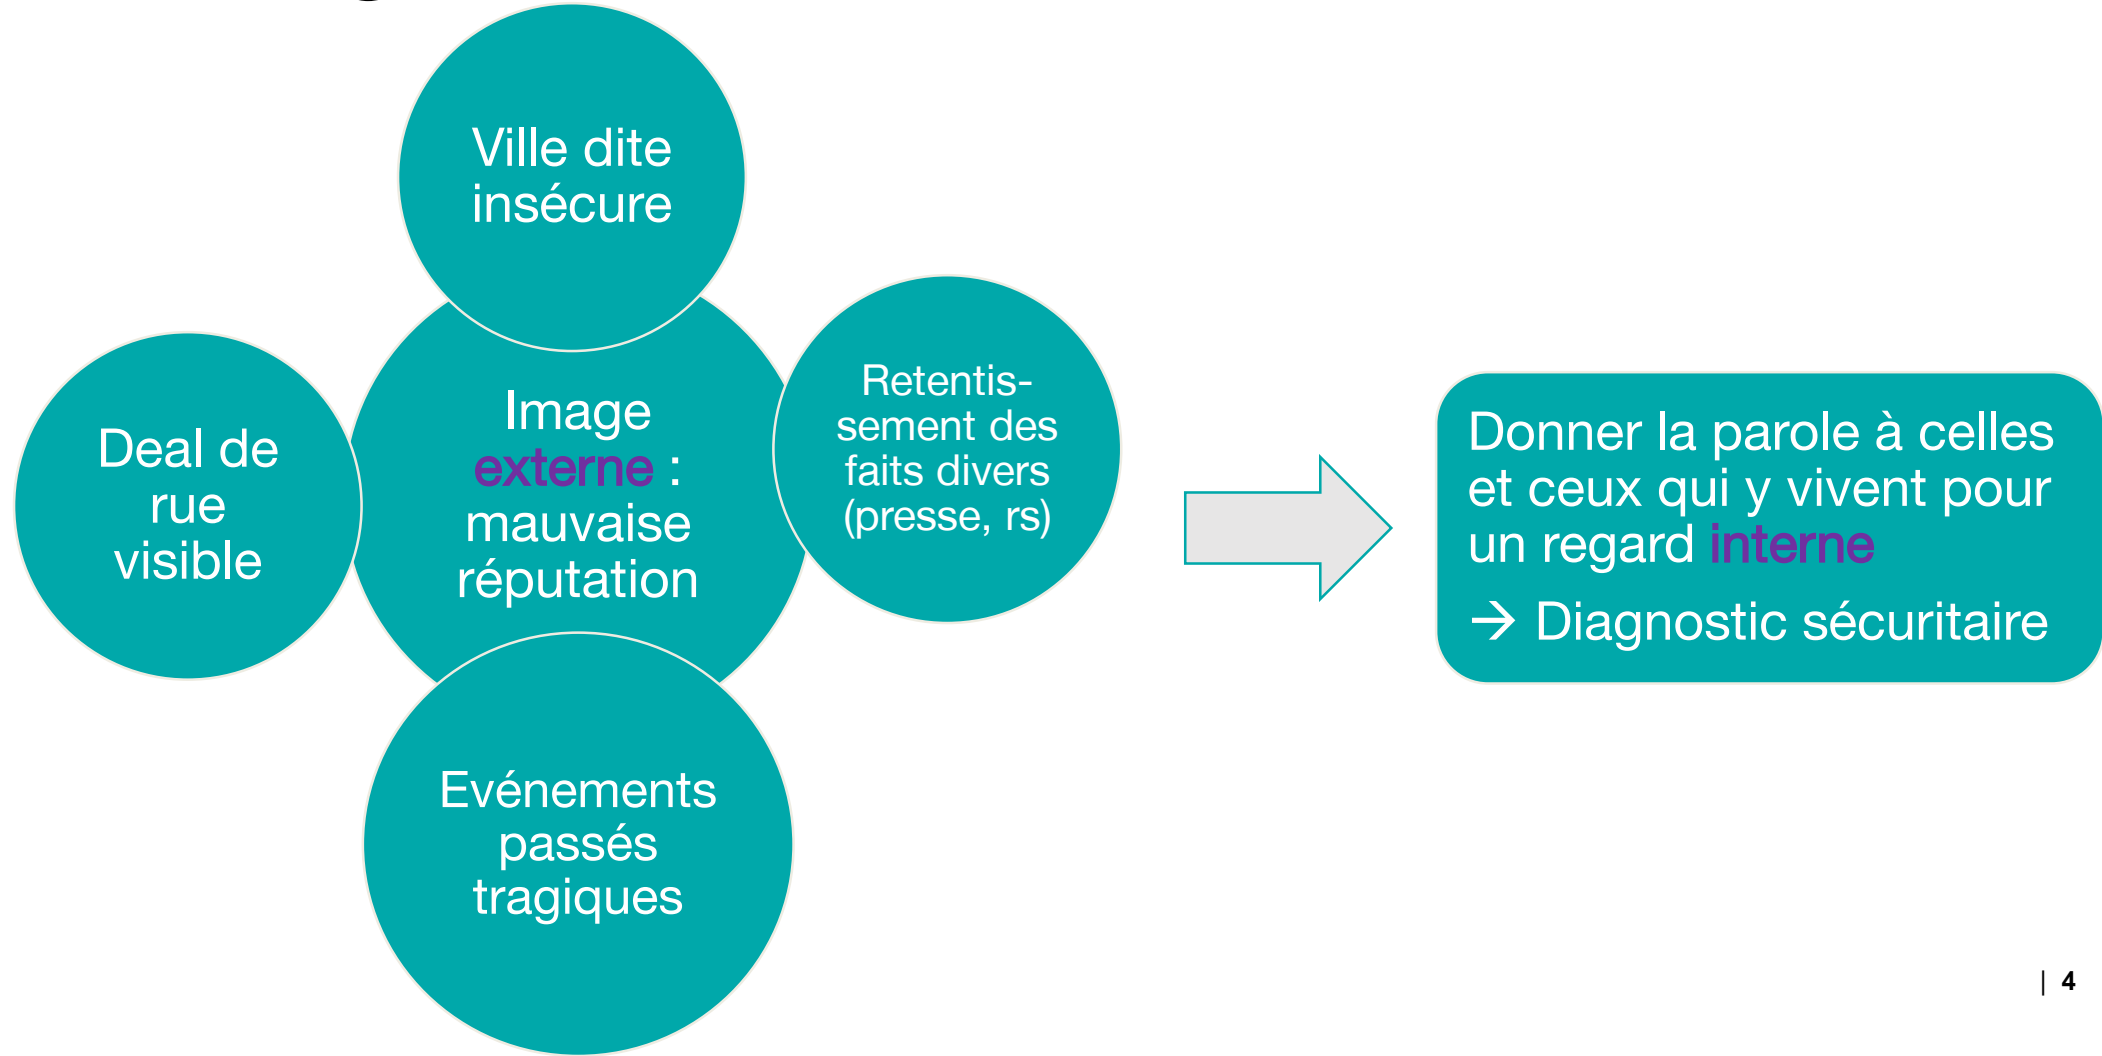 Ville dite
insécure
Deal de
rue
visible
Image
externe :
mauvaise
réputation
Retentis-
sement des
faits divers
(presse, rs)
Evénements
passés
tragiques
Donner la parole à celles
et ceux qui y vivent pour
un regard interne
→ Diagnostic sécuritaire
| 4